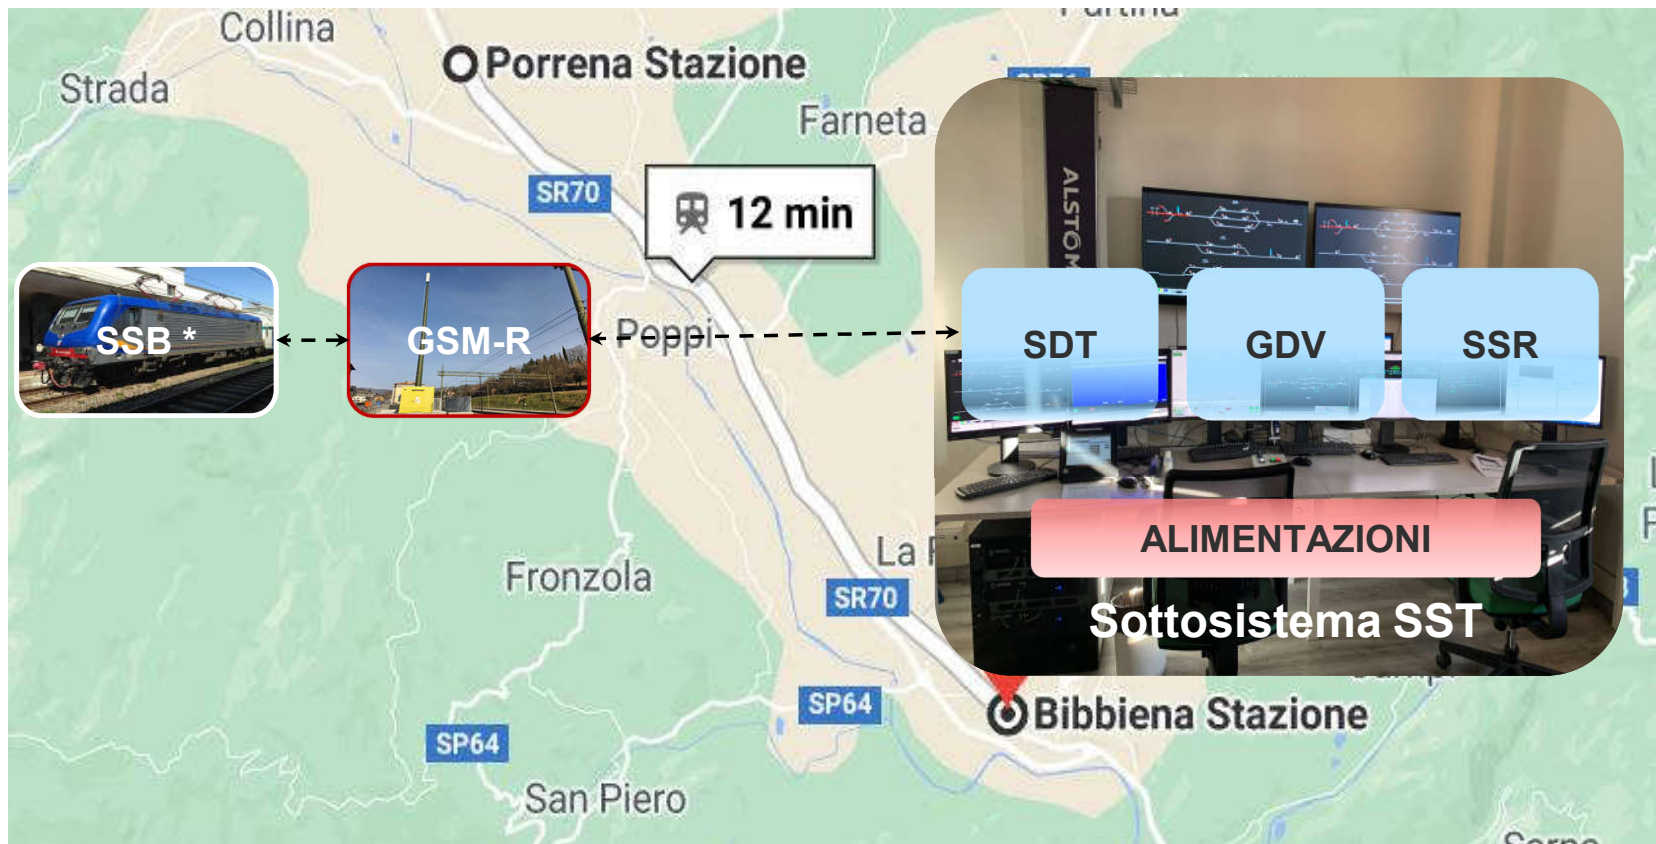 Collina
Porrena Stazione
Strada
Farneta
SR70
12 min
ALSTOM
SSB *
GSM-R
Poppi
SDT
GDV
SSR
ALIMENTAZIONI
Fronzola
SR70
Sottosistema SST
SP64
Bibbiena Stazione
SP64
San Piero